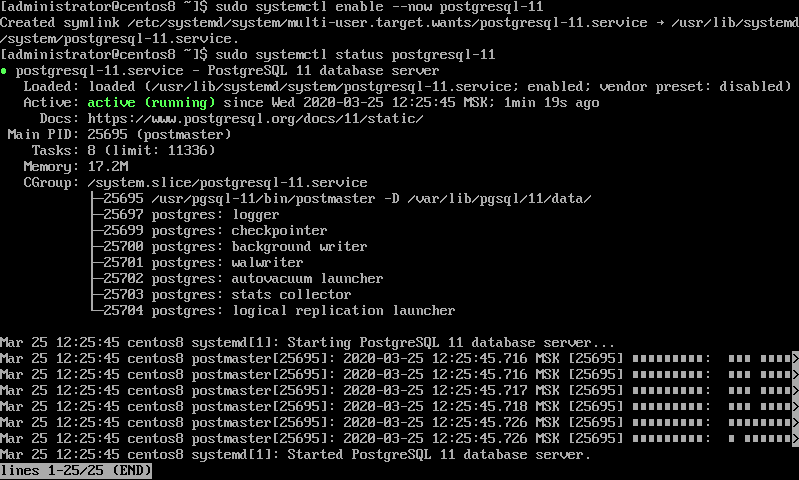 [administrator@centos8 ~]$ sudo systemctl enable --now postgresql-11
Created symlink /etc/systemd/system/multi-user.target.wants/postgresql-11.service → /usr/lib/systemd
/system/postgresql-11.service.
[administrator@centos8 ~]$ sudo systemctl status postgresql-11
● postgresql-11.service - PostgreSQL 11 database server
Loaded: loaded (/usr/lib/systemd/system/postgresql-11.service; enabled; vendor preset: disabled)
Active: active (running) since Wed 2020-03-25 12:25:45 MSK; 1min 19s ago
Docs: https://www.postgresql.org/docs/11/static/
Main PID: 25695 (postmaster)
Tasks: 8 (limit: 11336)
Memory: 17.2M
CGroup: /system.slice/postgresql-11.service
├─25695 /usr/pgsql-11/bin/postmaster -D /var/lib/pgsql/11/data/
├─25697 postgres: logger
├─25699 postgres: checkpointer
├─25700 postgres: background writer
├─25701 postgres: walwriter
├─25702 postgres: autovacuum launcher
├─25703 postgres: stats collector
└─25704 postgres: logical replication launcher
Mar 25 12:25:45 centos8 systemd[1]: Starting PostgreSQL 11 database server...
Mar 25 12:25:45 centos8 postmaster[25695]: 2020-03-25 12:25:45.716 MSK [25695] ■■■■■■■■■: ■■■ ■■■■>
Mar 25 12:25:45 centos8 postmaster[25695]: 2020-03-25 12:25:45.716 MSK [25695] ■■■■■■■■■: ■■■ ■■■■>
Mar 25 12:25:45 centos8 postmaster[25695]: 2020-03-25 12:25:45.717 MSK [25695] ■■■■■■■■■: ■■■ ■■■■>
Mar 25 12:25:45 centos8 postmaster[25695]: 2020-03-25 12:25:45.718 MSK [25695] ■■■■■■■■■: ■■■ ■■■■>
Mar 25 12:25:45 centos8 postmaster[25695]: 2020-03-25 12:25:45.726 MSK [25695] ■■■■■■■■■: ■■■ ■■■■>
Mar 25 12:25:45 centos8 postmaster[25695]: 2020-03-25 12:25:45.726 MSK [25695] ■■■■■■■■■: ■ ■■■■■■>
Mar 25 12:25:45 centos8 systemd[1]: Started PostgreSQL 11 database server.
lines 1-25/25 (END)